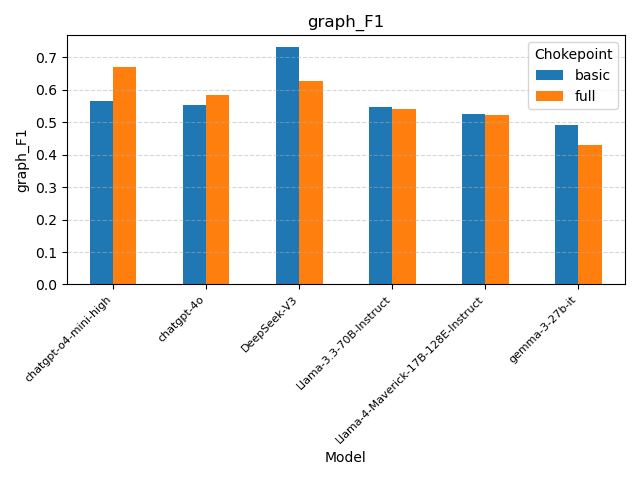 graph_F1
graph_F1
0.7
0.6
0.5
0.4
0.3
0.2
0.1
0.0
Chokepoint
basic
full
chatgpt-o4-mini-high
chatgpt-4o
DeepSeek-V3
Llama-3.3-70B-Instruct
Llama-4-Maverick-17B-128E-Instruct
gemma-3-27b-it
Model